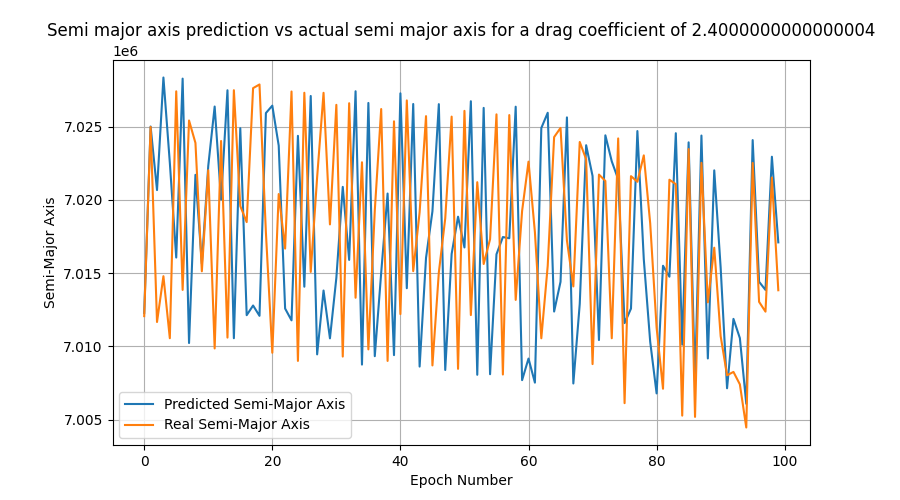 Semi major axis prediction vs actual semi major axis for a drag coefficient of 2.4000000000000004
1e6
7.025
7.020
7.015
7.010
7.005
Semi-Major Axis
Predicted Semi-Major Axis
Real Semi-Major Axis
0 20 40 60 80 100
Epoch Number